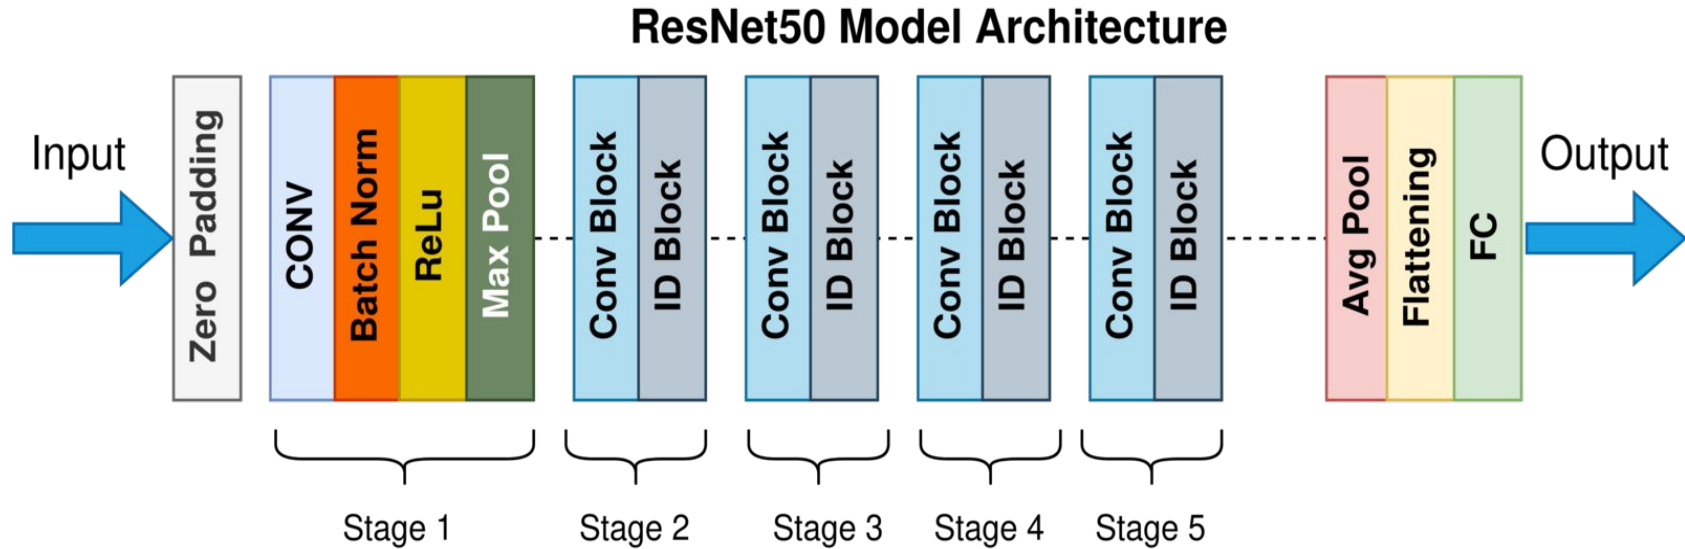 ResNet50 Model Architecture
Input
Zero Padding
CONV
Batch Norm
ReLu
Max Pool
Conv Block
ID Block
Conv Block
ID Block
Conv Block
ID Block
Conv Block
ID Block
Avg Pool
Flattening
FC
Output
Stage 1
Stage 2
Stage 3
Stage 4
Stage 5